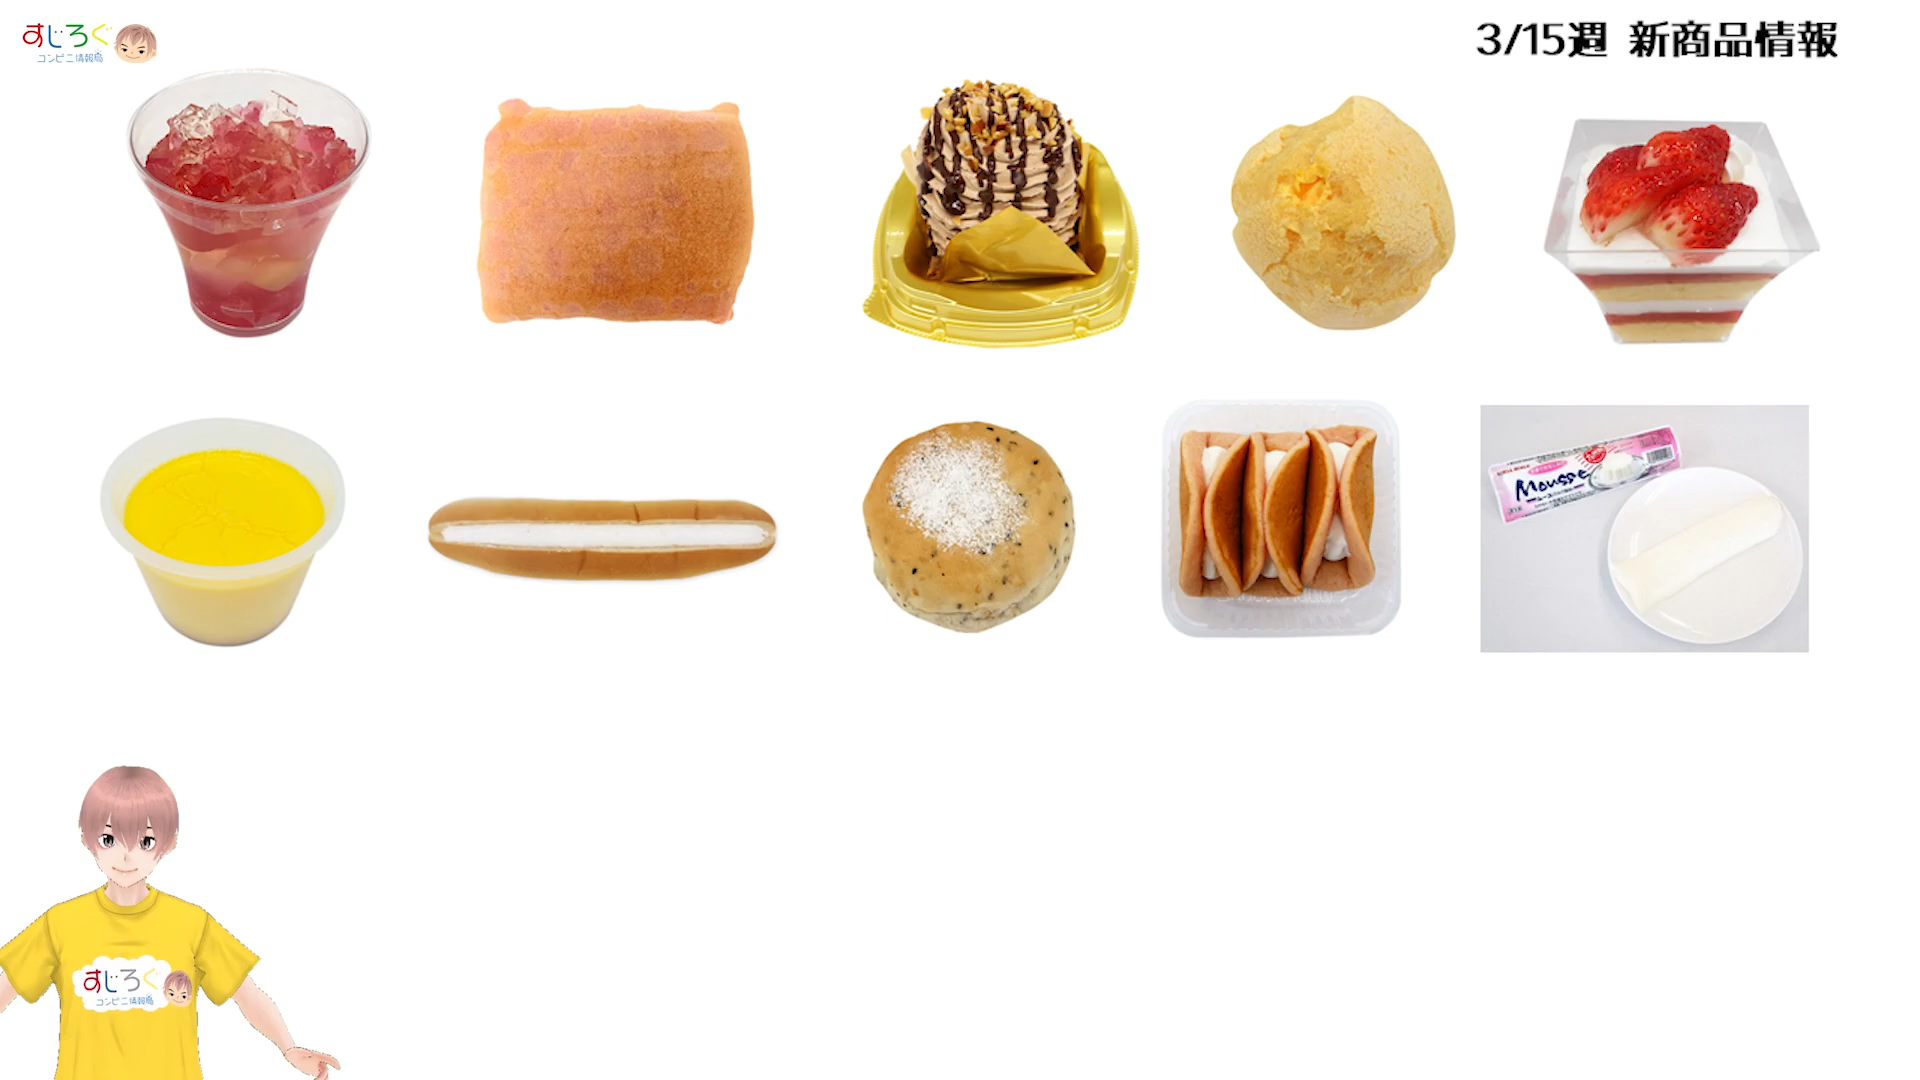 すじろぐ
コンビニ情報局
3/15週 新商品情報
Mousse
すじろぐ
コンビニ情報局